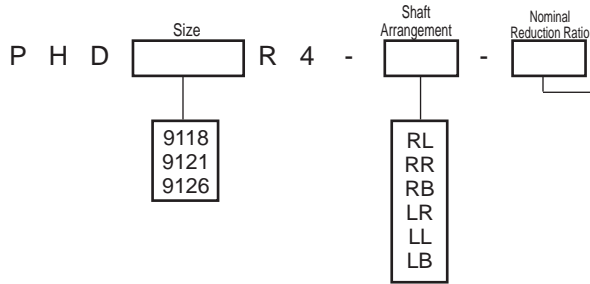 Size
Shaft
Arrangement
Nominal
Reduction Ratio
P H D R 4 - -
9118
9121
9126
RL
RR
RB
LR
LL
LB